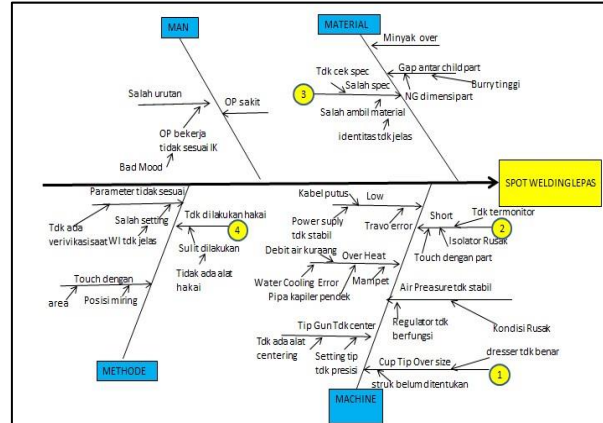 MAN
MATERIAL
Minyak over
Tdk cek spec
Gap antar child part
Salah spec
Burry tinggi
3
NG dimensi part
Salah ambil material
identitas tdk jelas
Salah urutan
OP sakit
OP bekerja
tidak sesuai IK
Bad Mood
SPOT WELDING LEPAS
Parameter tidak sesuai
Tdk ada
verivikasi saat
Salah setting
WI tdk jelas
Tdk dilakukan hakai
4
Sulit dilakukan
Tidak ada alat
hakai
Touch dengan
area
Posisi miring
METHODE
Kabel putus
Low
Power suply
tdk stabil
Travo error
Short
Tdk termonitor
2
Isolator Rusak
Touch dengan part
Debit air kuraang
Over Heat
Water Cooling Error
Mampet
Pipa kapiler pendek
Air Preasure tdk stabil
Regulator tdk
berfungsi
Kondisi Rusak
Tip Gun Tdk center
Tdk ada alat
centering
Setting tip
tdk presisi
dresser tdk benar
Cup Tip Over size
1
struk belum ditentukan
MACHINE